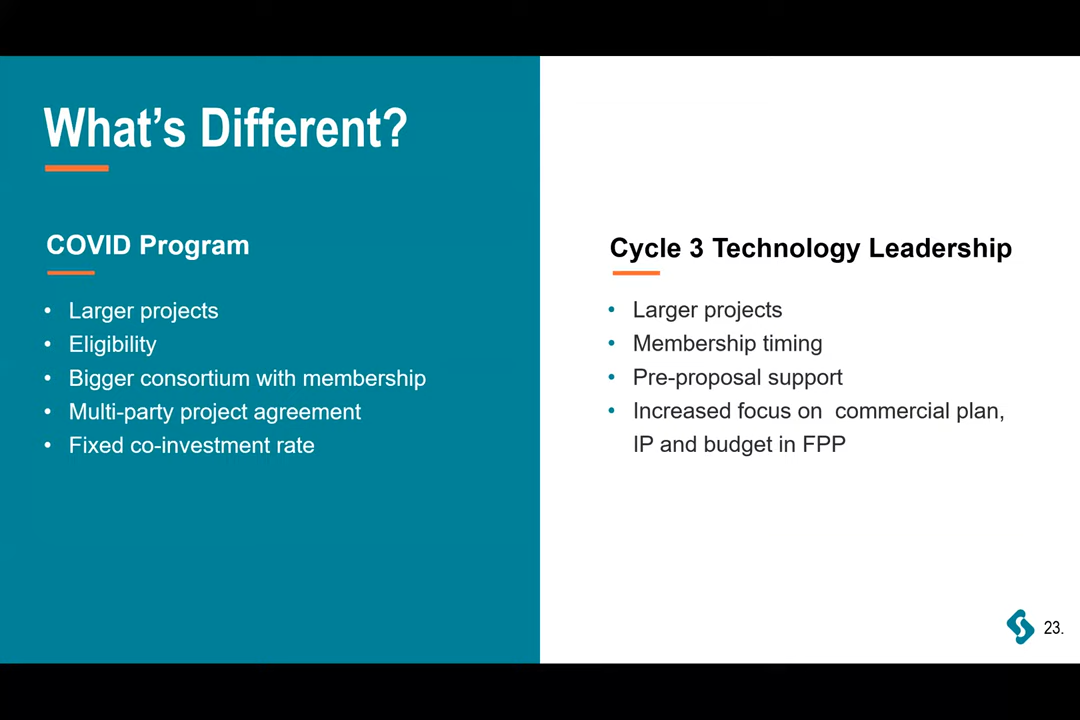 What's Different?
COVID Program
• Larger projects
• Eligibility
• Bigger consortium with membership
• Multi-party project agreement
• Fixed co-investment rate
Cycle 3 Technology Leadership
• Larger projects
• Membership timing
• Pre-proposal support
• Increased focus on commercial plan,
IP and budget in FPP
23.